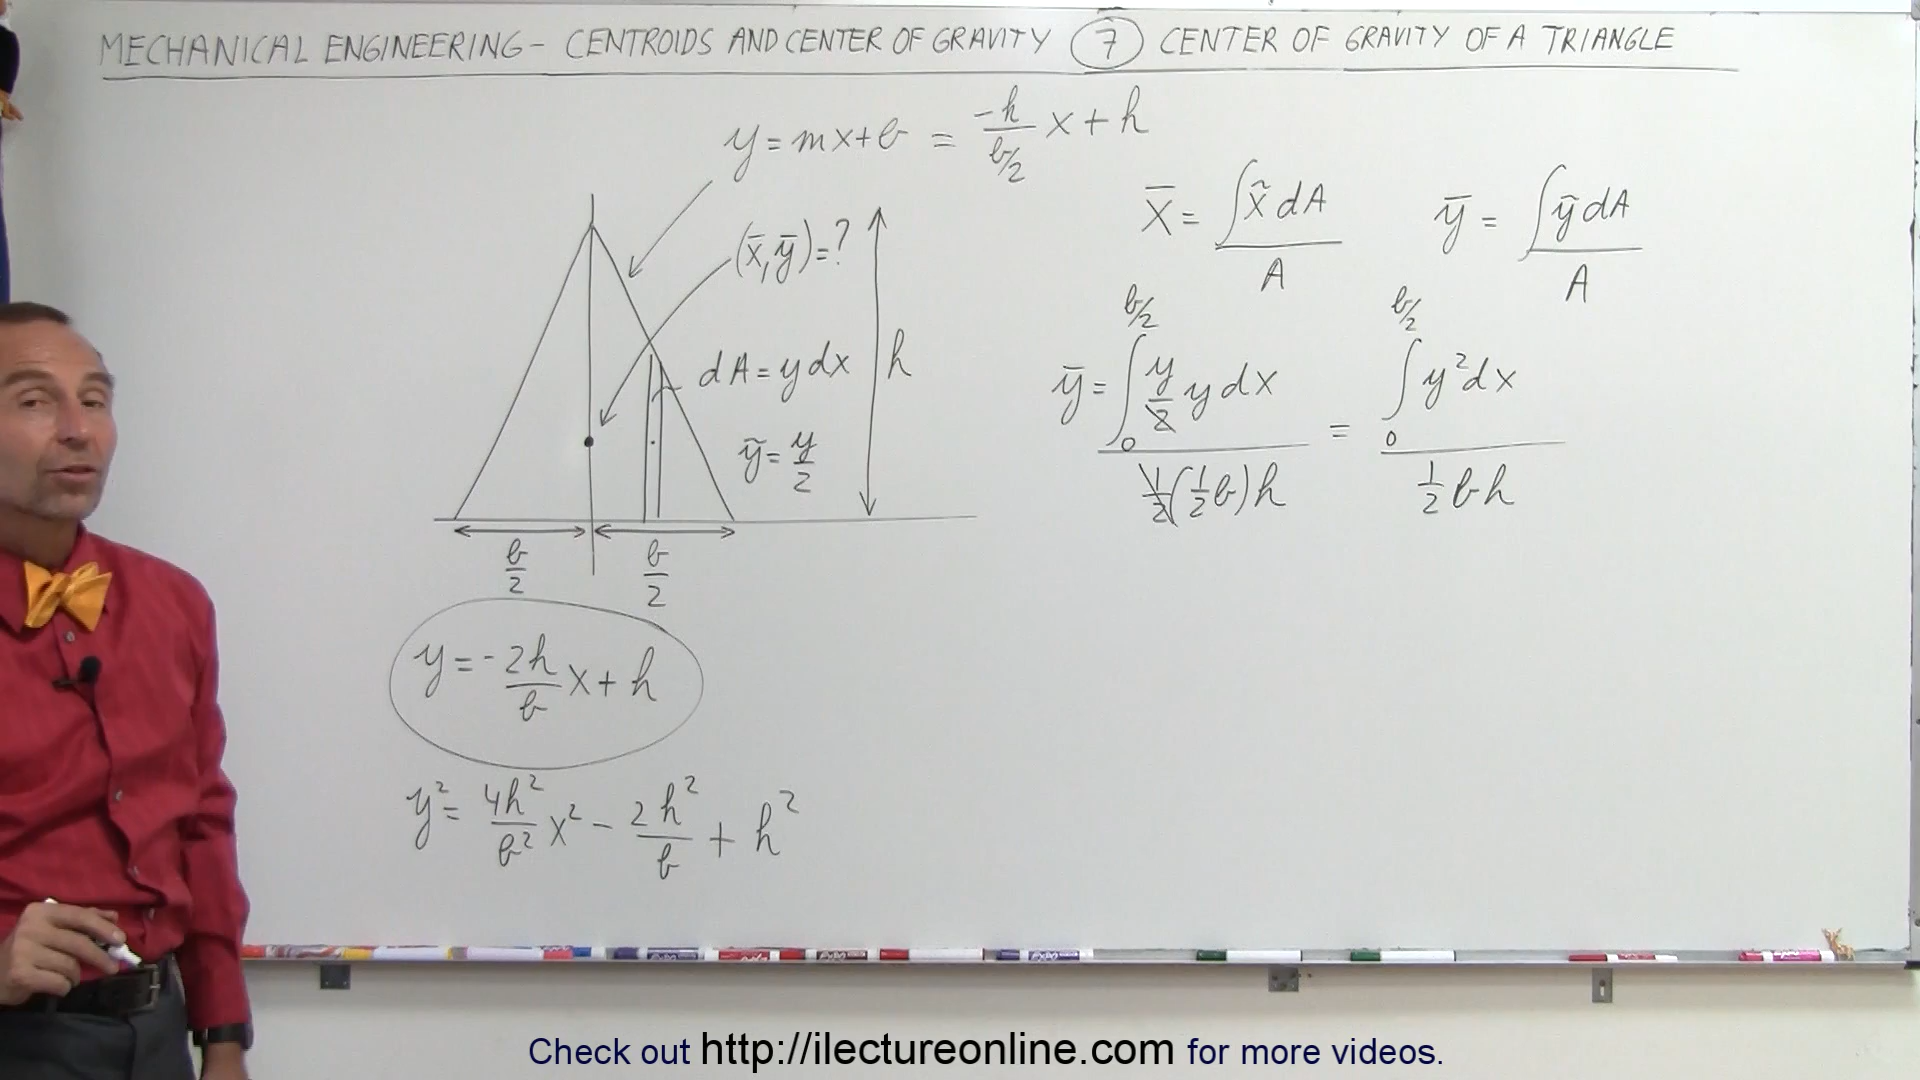 MECHANICAL ENGINEERING - CENTROIDS AND CENTER OF GRAVITY 7 CENTER OF GRAVITY OF A TRIANGLE
y = mx + b = -h/(b/2) x + h
x̄ = ∫x̃ dA / A
ȳ = ∫ỹ dA / A
(x̄, ȳ) = ?
dA = y dx
h
ỹ = y/2
ȳ = ∫₀^(b/2) y/2 y dx / (1/2 (1/2 b) h) = ∫₀^(b/2) y² dx / (1/2 b h)
b/2
b/2
y = - 2h/b x + h
y² = 4h²/b² x² - 2h²/b + h²
Check out http://ilectureonline.com for more videos.